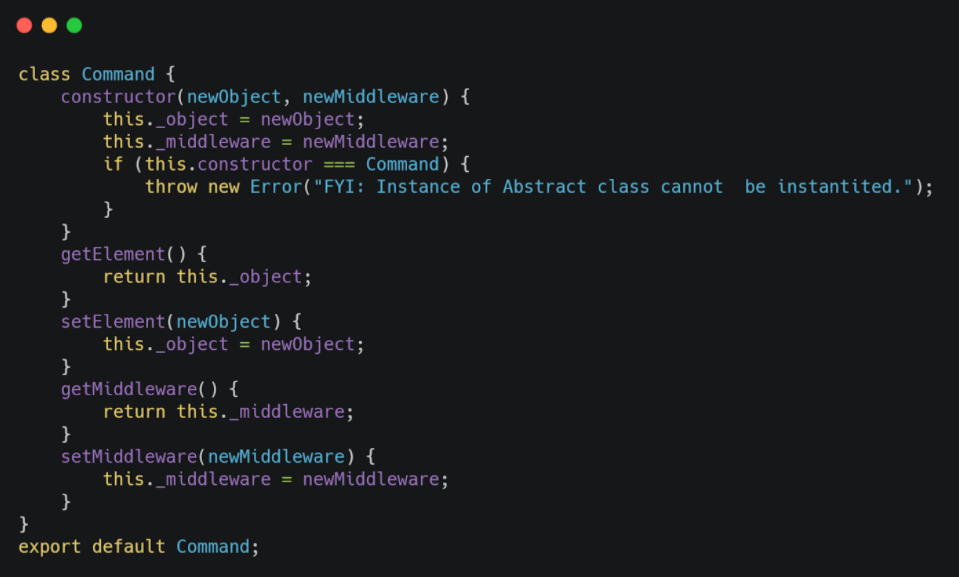 class Command {
    constructor(newObject, newMiddleware) {
        this._object = newObject;
        this._middleware = newMiddleware;
        if (this.constructor === Command) {
            throw new Error("FYI: Instance of Abstract class cannot  be instantited.");
        }
    }
    getElement() {
        return this._object;
    }
    setElement(newObject) {
        this._object = newObject;
    }
    getMiddleware() {
        return this._middleware;
    }
    setMiddleware(newMiddleware) {
        this._middleware = newMiddleware;
    }
}
export default Command;